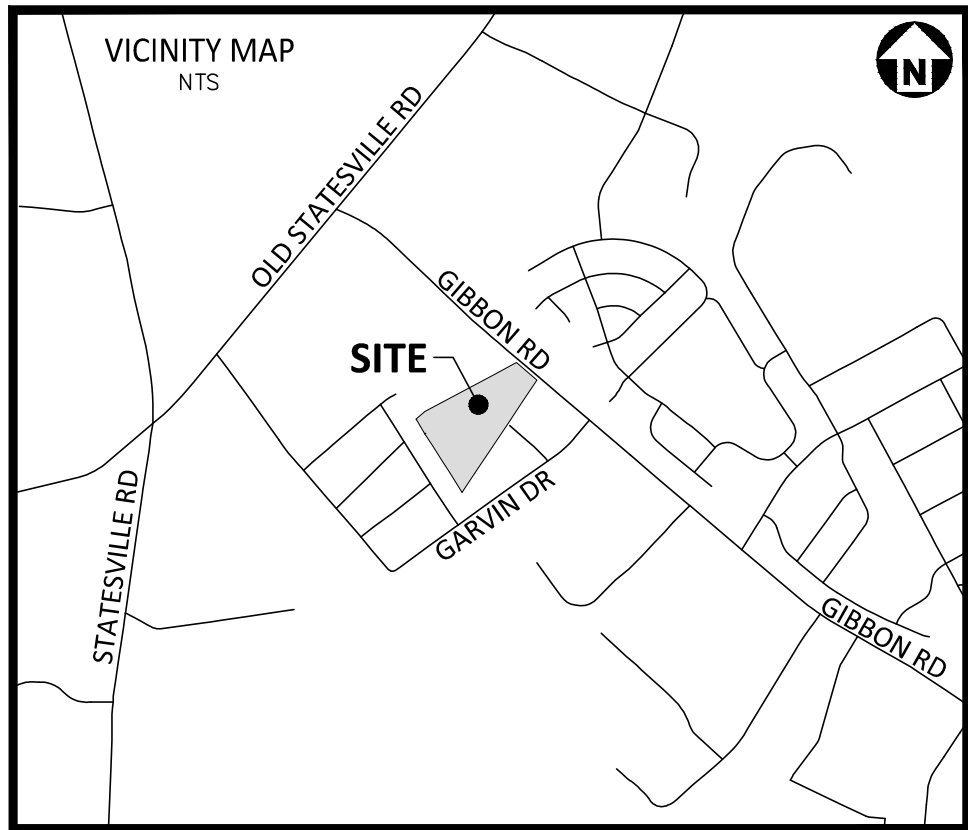 VICINITY MAP
NTS
N
OLD STATESVILLE RD
GIBBON RD
SITE
GARVIN DR
STATESVILLE RD
GIBBON RD